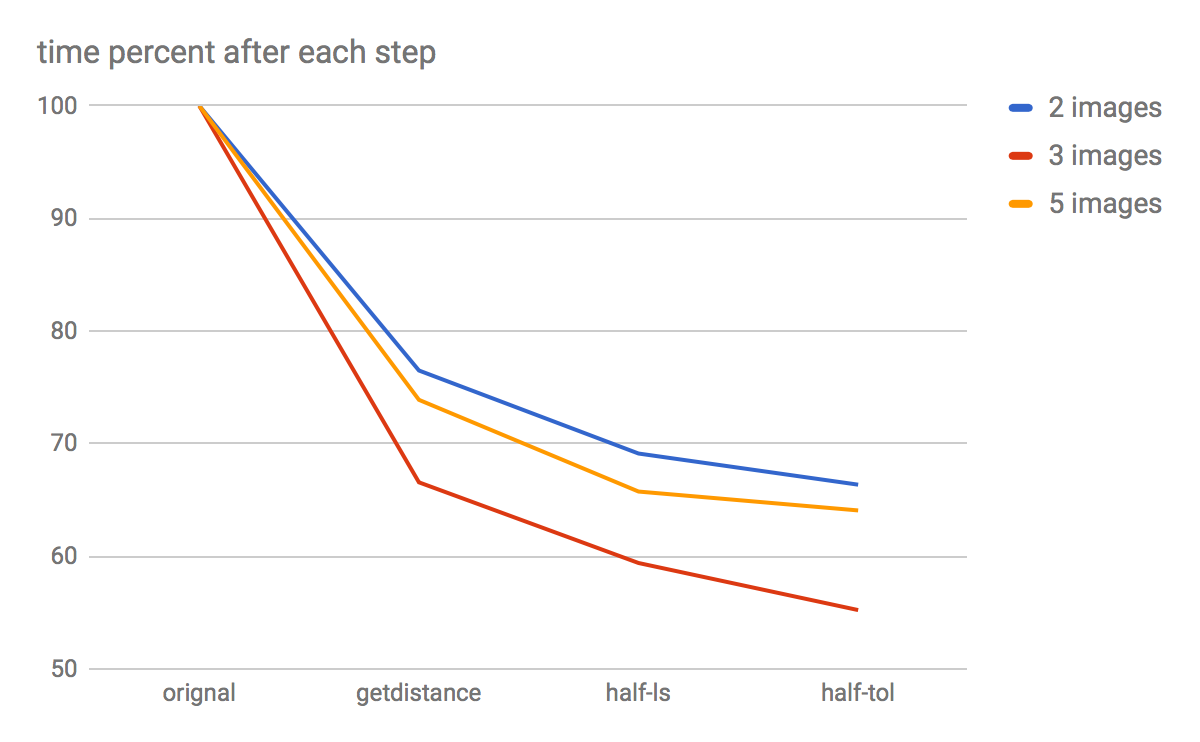 time percent after each step
100
90
80
70
60
50
orignal getdistance half-ls half-tol
2 images
3 images
5 images